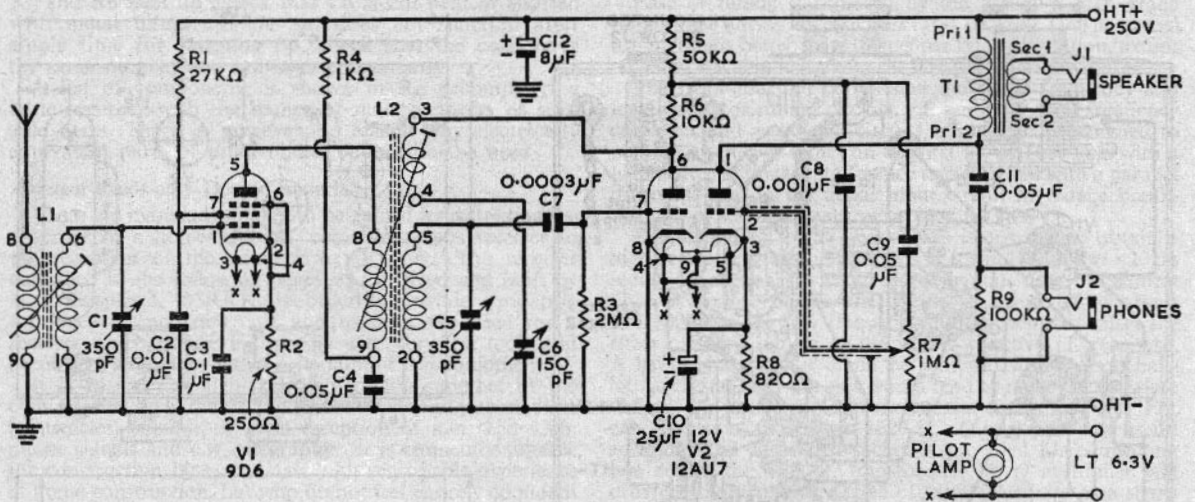 R1
27KΩ
R4
1KΩ
+
-
C12
8μF
R5
50KΩ
HT+
250V
Pri 1
Sec 1
J1
SPEAKER
T1
Sec 2
Pri 2
R6
10KΩ
L2
3
4
5
6
7
1
2
3
4
0·0003μF
C7
6
1
7
2
8
3
4
9
5
x x
0·001μF
C8
C11
0·05μF
L1
8
6
9
1
8
5
9
2
C9
0·05
μF
J2
PHONES
R9
100KΩ
C1
350
pF
C2
0·01
μF
C3
0·1
μF
R2
250Ω
x x
C4
0·05μF
C5
350
pF
C6
150
pF
R3
2MΩ
+
-
R8
820Ω
R7
1MΩ
C10
25μF 12V
HT-
V1
9D6
V2
12AU7
x
PILOT
LAMP
x
LT 6·3V